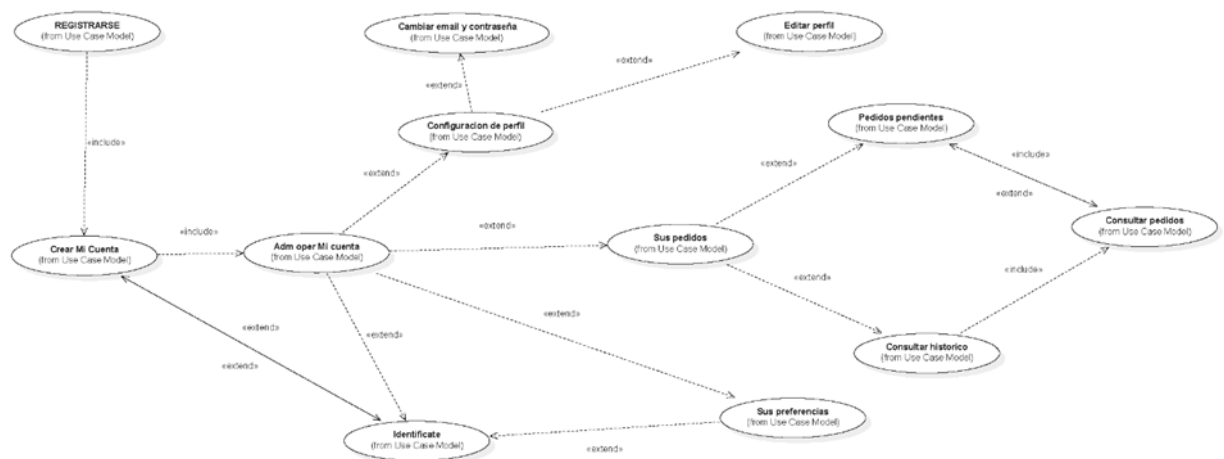 REGISTRARSE
(from Use Case Model)
Cambiar email y contraseña
(from Use Case Model)
Editar perfil
(from Use Case Model)
«extend»
«extend»
Configuracion de perfil
(from Use Case Model)
Pedidos pendientes
(from Use Case Model)
«include»
«include»
«extend»
«extend»
«extend»
Consultar pedidos
(from Use Case Model)
«include»
«extend»
Crear Mi Cuenta
(from Use Case Model)
Adm oper Mi cuenta
(from Use Case Model)
Sus pedidos
(from Use Case Model)
«include»
«extend»
«extend»
«extend»
«extend»
Consultar historico
(from Use Case Model)
«extend»
Sus preferencias
(from Use Case Model)
Identificate
(from Use Case Model)
«extend»